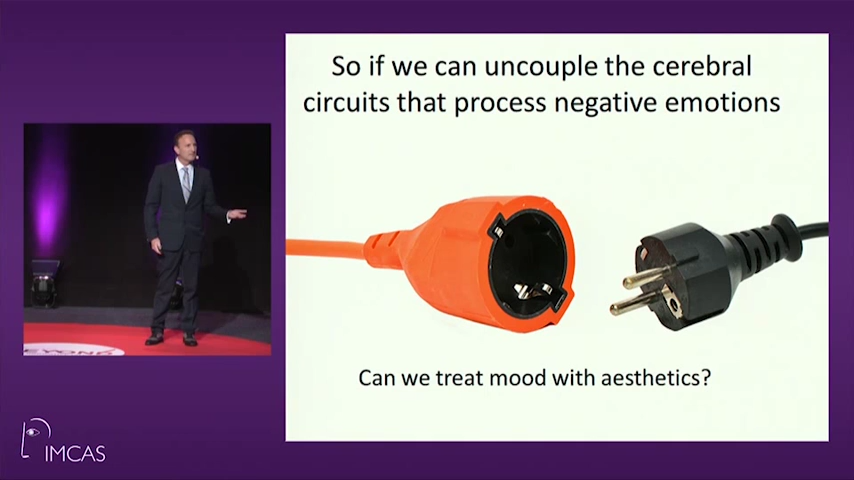 So if we can uncouple the cerebral
circuits that process negative emotions
Can we treat mood with aesthetics?
EYOND
IMCAS